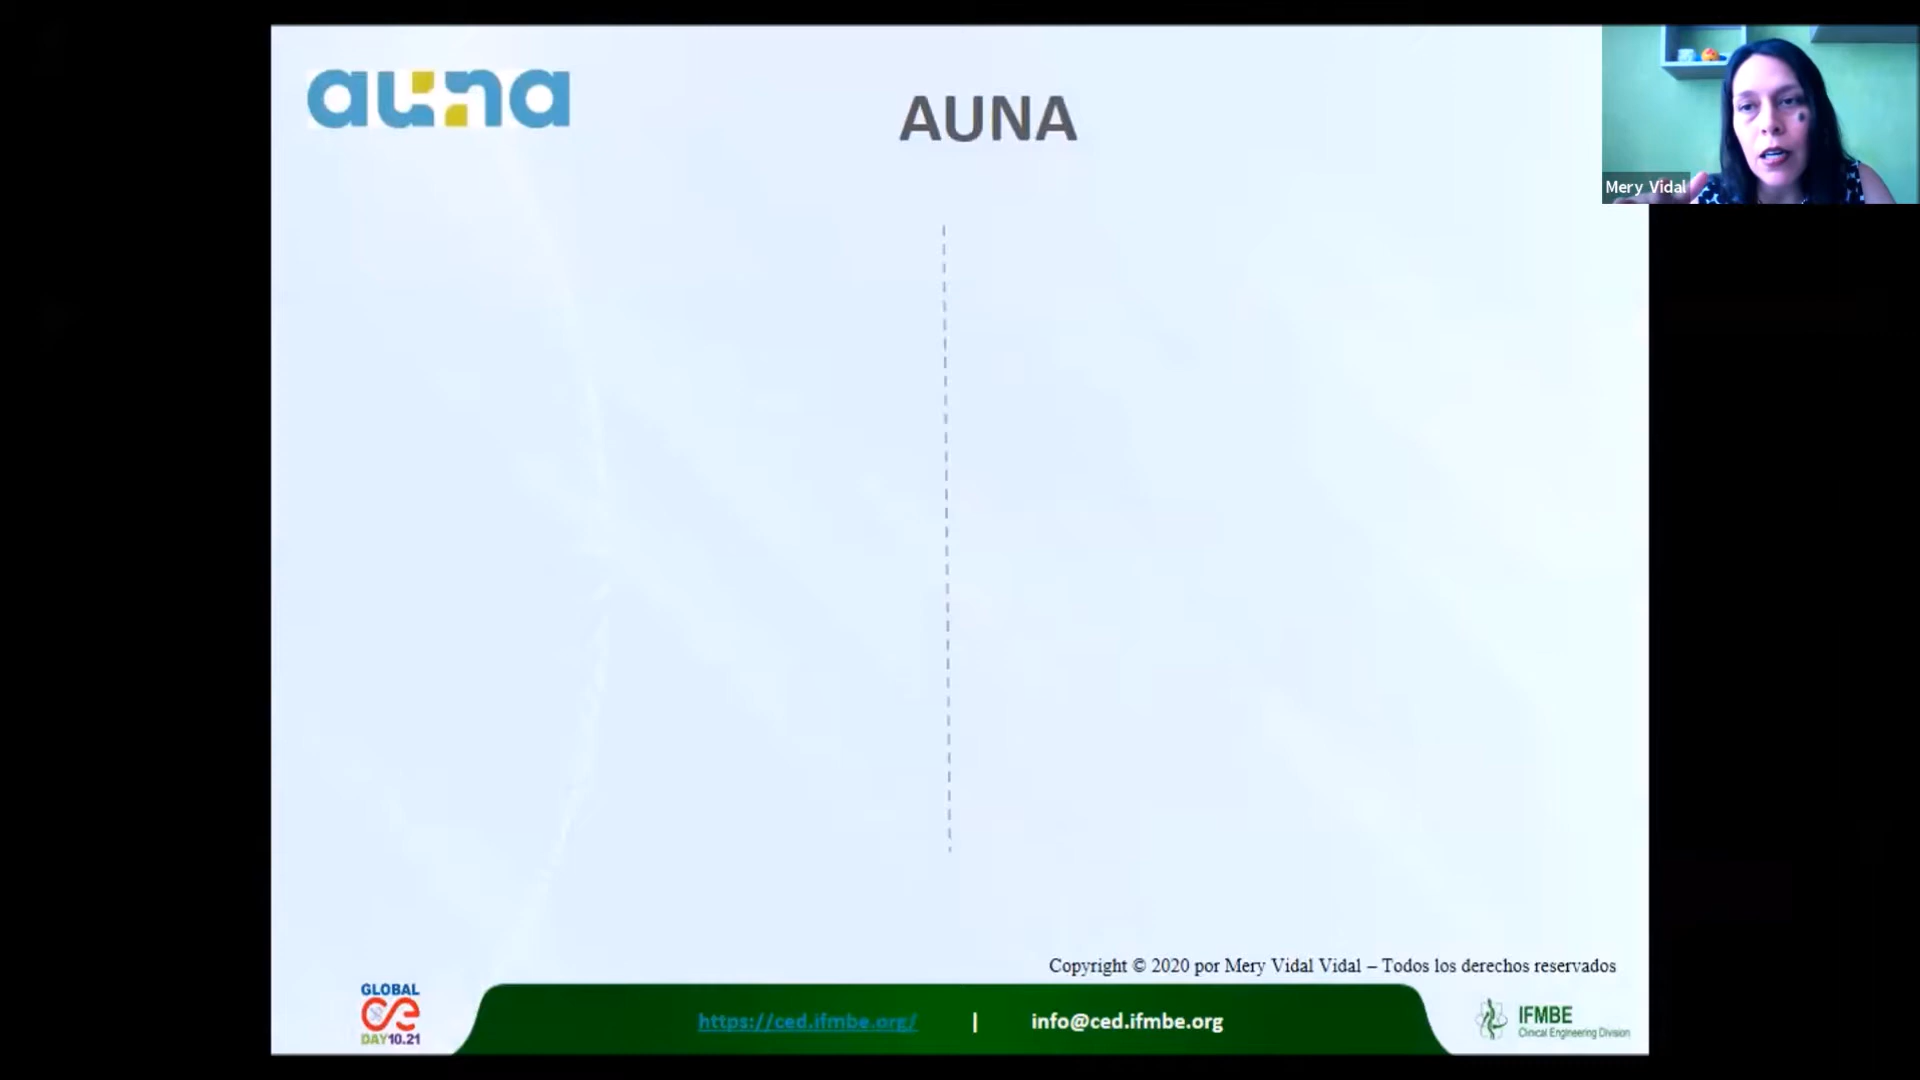 auna
AUNA
Mery Vidal
Copyright © 2020 por Mery Vidal Vidal – Todos los derechos reservados
GLOBAL
ce
DAY10.21
https://ced.ifmbe.org/ | info@ced.ifmbe.org
IFMBE
Clinical Engineering Division